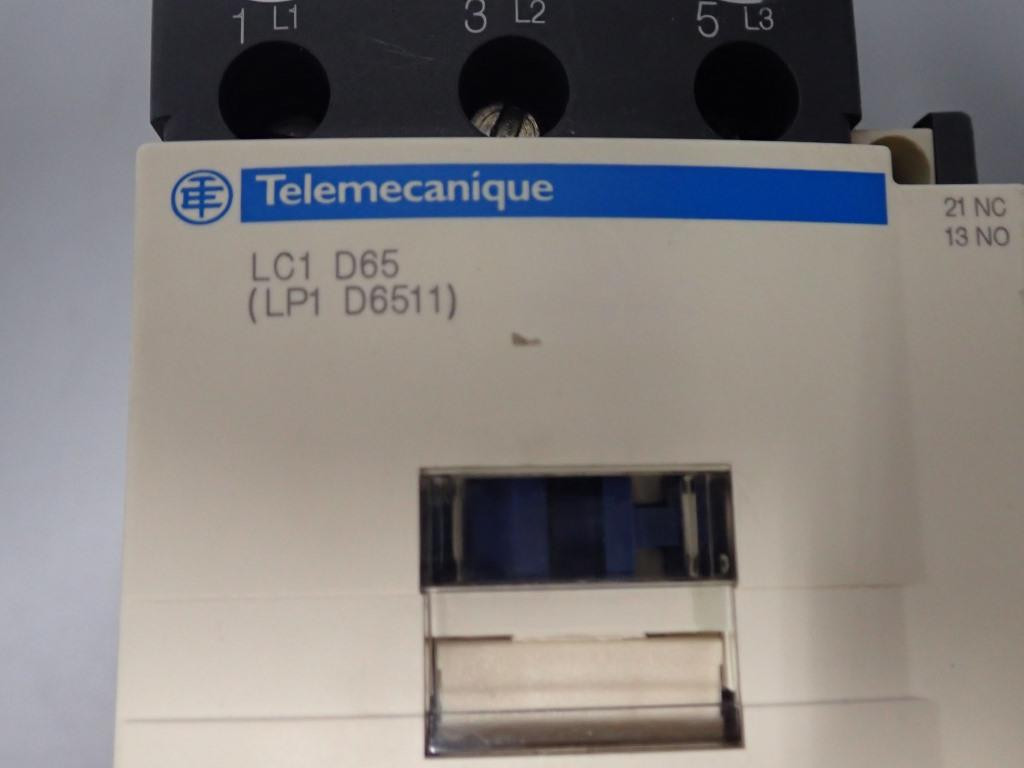 1 L1 3 L2 5 L3
Telemecanique
21 NC
13 NO
LC1 D65
(LP1 D6511)